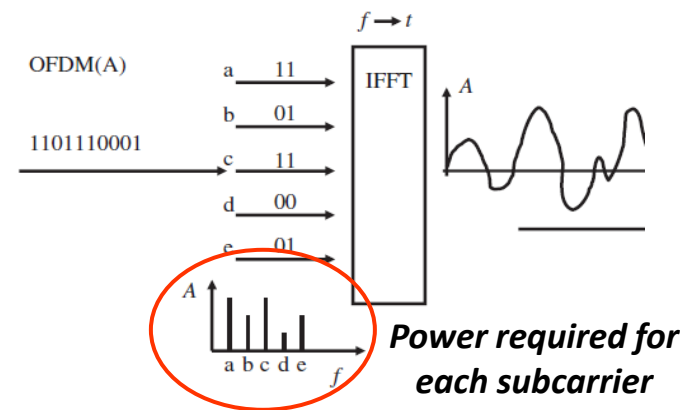 f → t
OFDM(A)
1101110001
a 11
b 01
c 11
d 00
e 01
IFFT
A
A
a b c d e
f
Power required for
each subcarrier